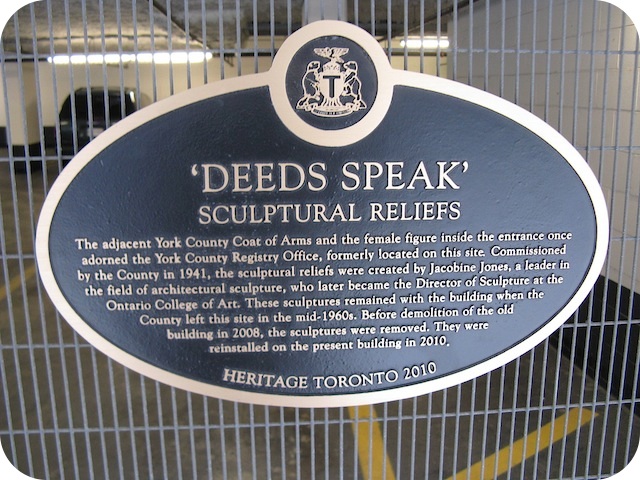 T
'DEEDS SPEAK'
SCULPTURAL RELIEFS
The adjacent York County Coat of Arms and the female figure inside the entrance once
adorned the York County Registry Office, formerly located on this site. Commissioned
by the County in 1941, the sculptural reliefs were created by Jacobine Jones, a leader in
the field of architectural sculpture, who later became the Director of Sculpture at the
Ontario College of Art. These sculptures remained with the building when the
County left this site in the mid-1960s. Before demolition of the old
building in 2008, the sculptures were removed. They were
reinstalled on the present building in 2010.
HERITAGE TORONTO 2010